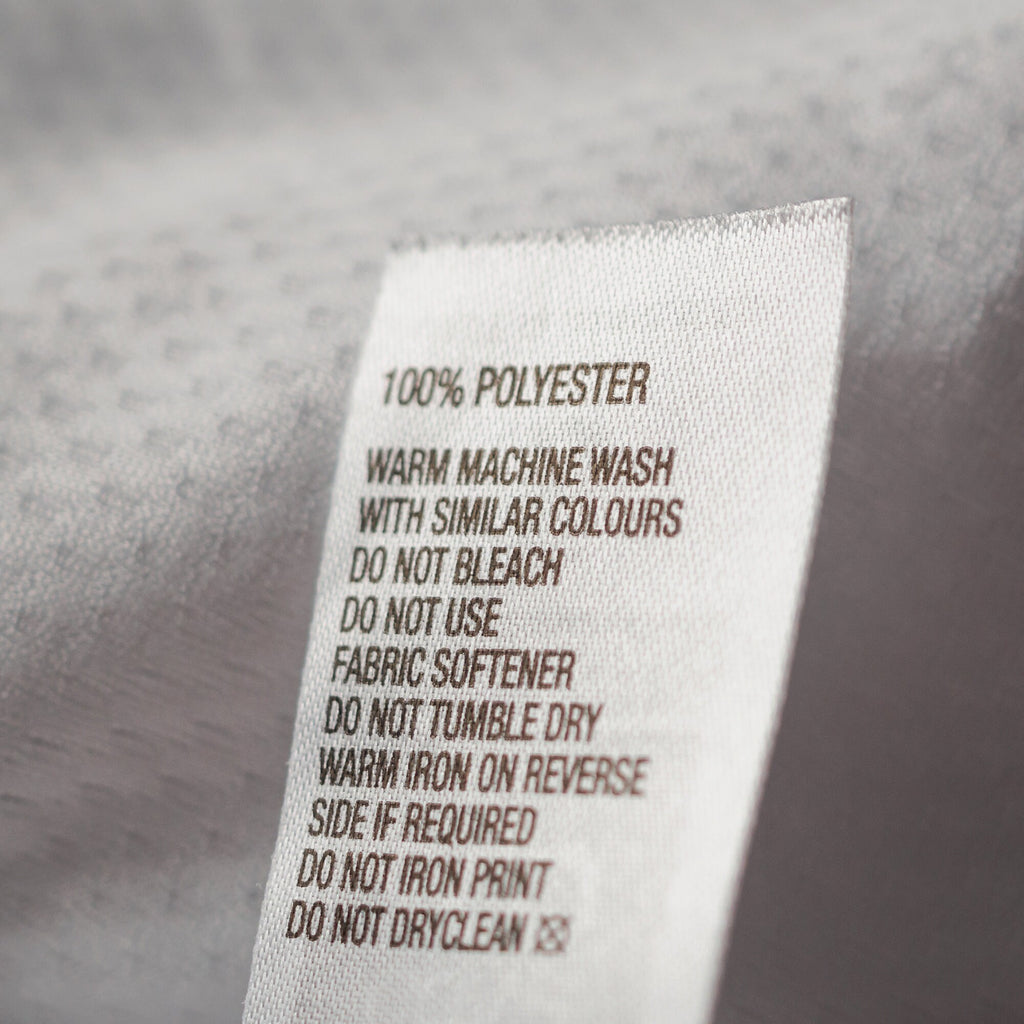 100% POLYESTER
WARM MACHINE WASH
WITH SIMILAR COLOURS
DO NOT BLEACH
DO NOT USE
FABRIC SOFTENER
DO NOT TUMBLE DRY
WARM IRON ON REVERSE
SIDE IF REQUIRED
DO NOT IRON PRINT
DO NOT DRYCLEAN